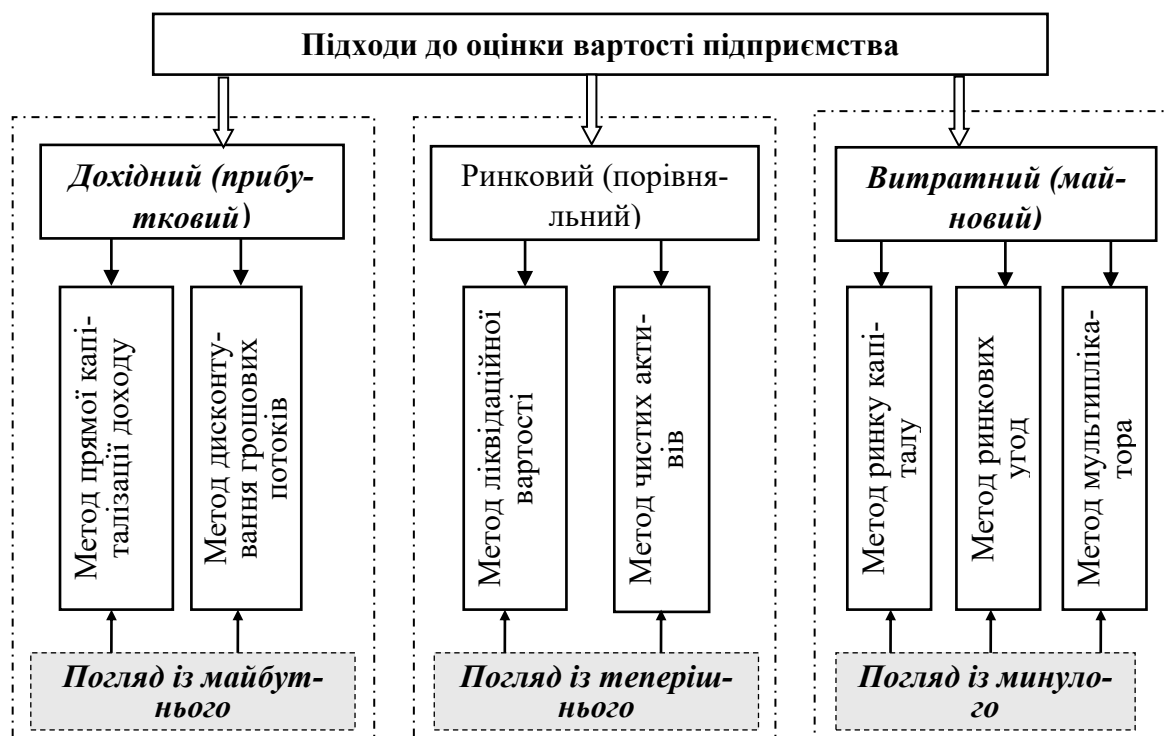 Підходи до оцінки вартості підприємства
Дохідний (прибу-
тковий)
Ринковий (порівня-
льний)
Витратний (май-
новий)
Метод прямої капі-
талізації доходу
Метод дисконту-
вання грошових
потоків
Метод ліквідаційної
вартості
Метод чистих акти-
вів
Метод ринку капі-
талу
Метод ринкових
угод
Метод мультипліка-
тора
Погляд із майбут-
нього
Погляд із теперіш-
нього
Погляд із минуло-
го